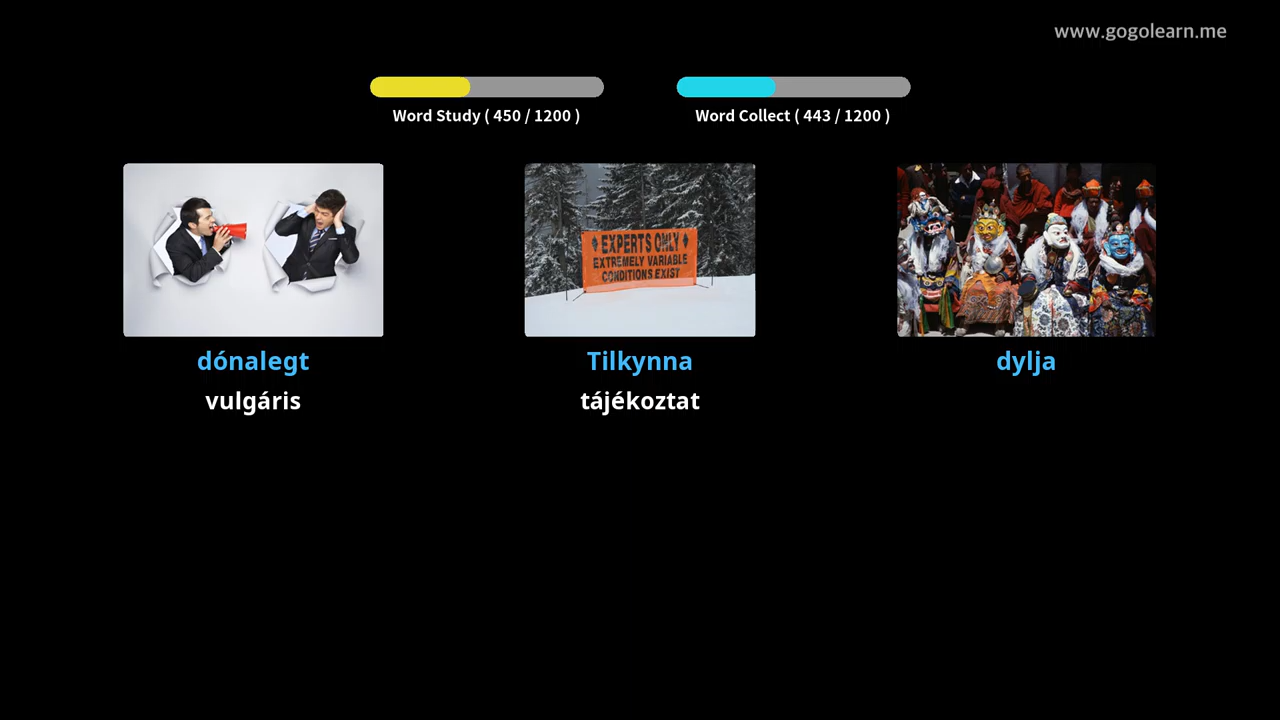 www.gogolearn.me
Word Study ( 450 / 1200 )
Word Collect ( 443 / 1200 )
EXPERTS ONLY
EXTREMELY VARIABLE
CONDITIONS EXIST
dónalegt
Tilkynna
dylja
vulgáris
tájékoztat